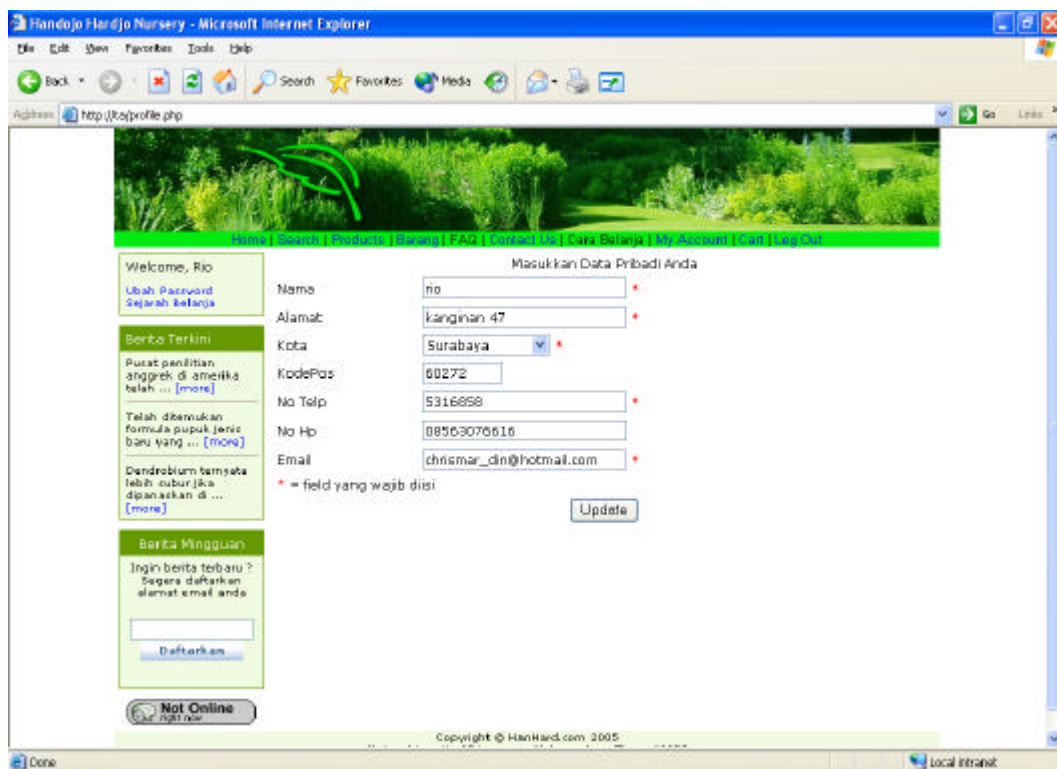 Handojo Hardjo Nursery - Microsoft Internet Explorer
File Edit View Favorites Tools Help
Back Search Favorites Media
Address http://ta/profile.php Go Links
Home | Search | Products | Barang | FAQ | Contact Us | Cara Belanja | My Account | Cart | Log Out
Welcome, Rio
Ubah Password
Sejarah Belanja
Berita Terkini
Pusat penilitian
anggrek di amerika
telah ... [more]
Telah ditemukan
formula pupuk jenis
baru yang ... [more]
Dendrobium ternyata
lebih subur jika
dipanaskan di ...
[more]
Berita Mingguan
Ingin berita terbaru ?
Segera daftarkan
alamat email anda
Daftarkan
Not Online
right now
Masukkan Data Pribadi Anda
Nama rio *
Alamat kanginan 47 *
Kota Surabaya *
KodePos 60272
No Telp 5316858 *
No Hp 08563076616
Email chrismar_din@hotmail.com *
* = field yang wajib diisi
Update
Copyright © HanHard.com 2005
Done Local intranet